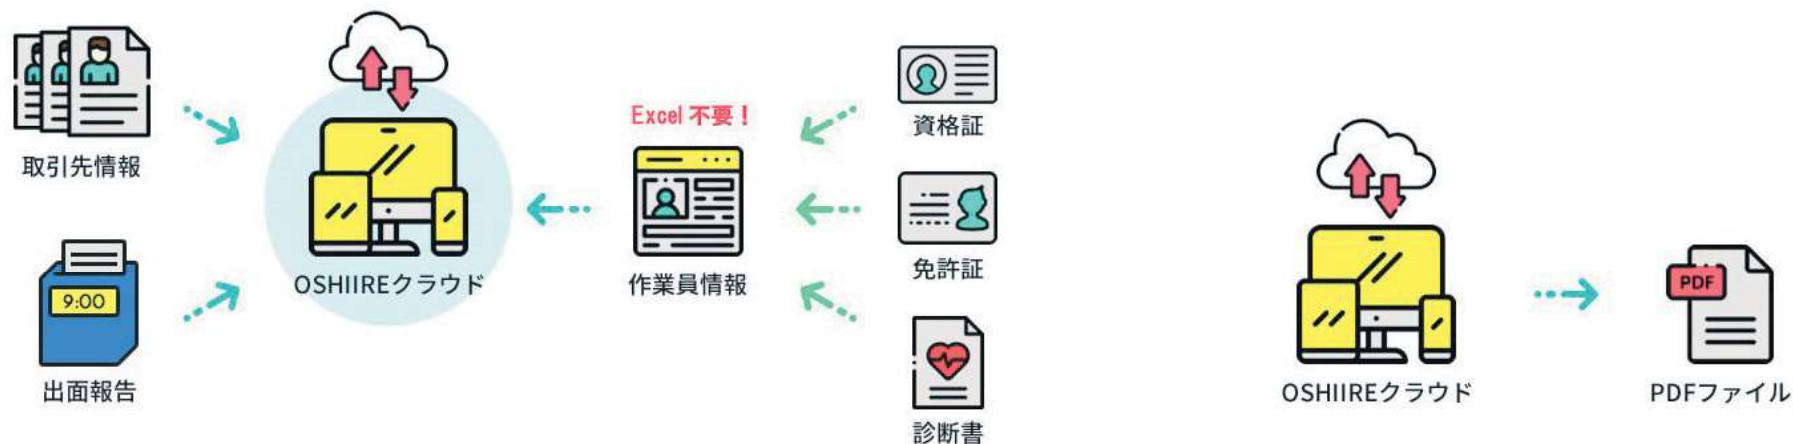 取引先情報
9:00
出面報告
OSHIIREクラウド
Excel 不要！
作業員情報
資格証
免許証
診断書
OSHIIREクラウド
PDF
PDFファイル